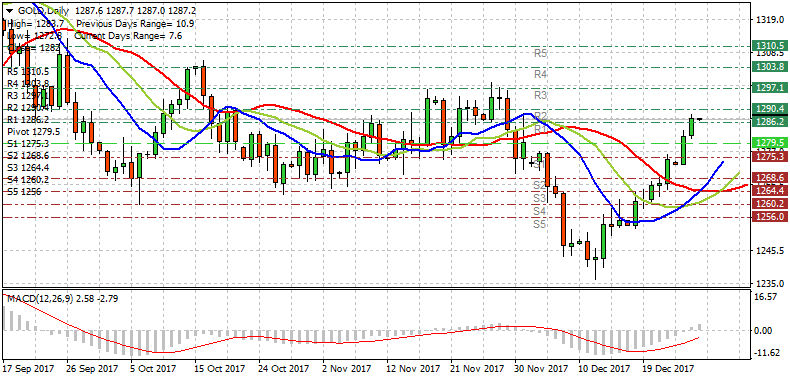 GOLD,Daily 1287.6 1287.7 1287.0 1287.2
High= 1283.7 Previous Days Range= 10.9
Low= 1272.8 Current Days Range= 7.6
R5 1310.5
R4 1303.8
R3 1297.1
R1 1286.2
Pivot 1279.5
S1 1275.3
S2 1268.6
S3 1264.4
S4 1260.2
S5 1256
R5
R4
R3
R1
S2
S3
S4
S5
1319.0
1310.5
1308.5
1303.8
1297.1
1290.4
1286.2
1279.5
1275.3
1268.6
1264.4
1260.2
1256.0
1245.5
1235.0
MACD(12,26,9) 2.58 -2.79
16.57
0.00
-11.62
17 Sep 2017 26 Sep 2017 5 Oct 2017 15 Oct 2017 24 Oct 2017 2 Nov 2017 12 Nov 2017 21 Nov 2017 30 Nov 2017 10 Dec 2017 19 Dec 2017